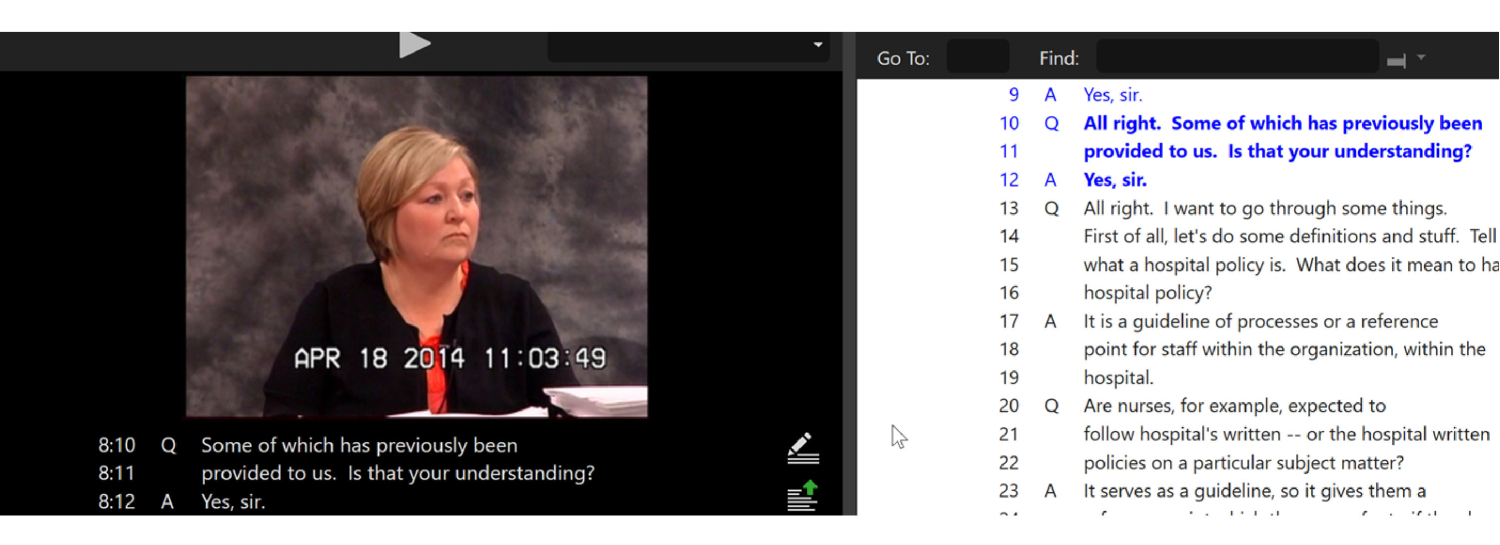 Go To:
Find:
APR 18 2014 11:03:49
8:10 Q Some of which has previously been
8:11 provided to us. Is that your understanding?
8:12 A Yes, sir.
9 A Yes, sir.
10 Q All right. Some of which has previously been
11 provided to us. Is that your understanding?
12 A Yes, sir.
13 Q All right. I want to go through some things.
14 First of all, let's do some definitions and stuff. Tell
15 what a hospital policy is. What does it mean to ha
16 hospital policy?
17 A It is a guideline of processes or a reference
18 point for staff within the organization, within the
19 hospital.
20 Q Are nurses, for example, expected to
21 follow hospital's written -- or the hospital written
22 policies on a particular subject matter?
23 A It serves as a guideline, so it gives them a